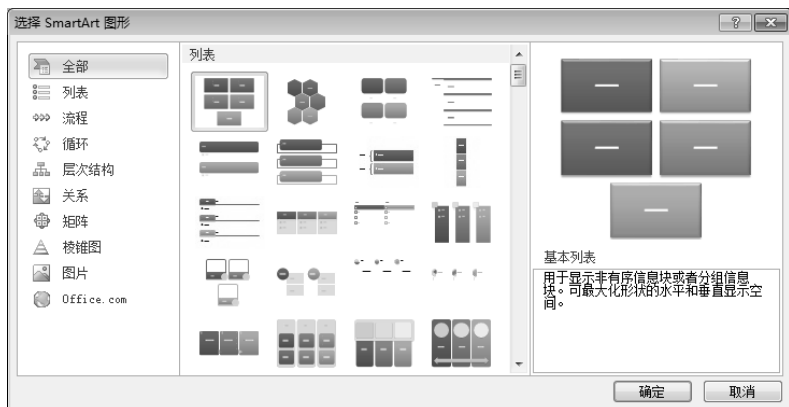 选择 SmartArt 图形
全部
列表
流程
循环
层次结构
关系
矩阵
棱锥图
图片
Office.com
列表
基本列表
用于显示非有序信息块或者分组信息
块。可最大化形状的水平和垂直显示空
间。
确定
取消